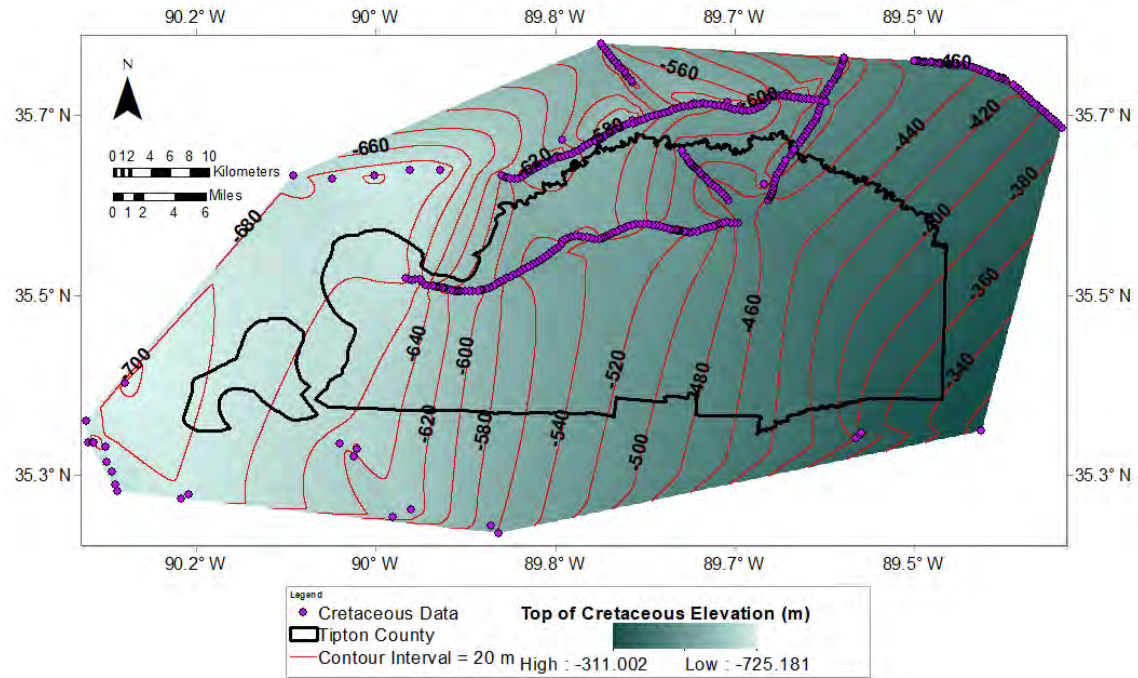 90.2° W 90° W 89.8° W 89.7° W 89.5° W
N
35.7° N 35.7° N
35.5° N 35.5° N
35.3° N 35.3° N
0 1 2 4 6 8 10
Kilometers
Miles
0 1 2 4 6
-560
-460
-600
-580
-420
-440
-660
-620
-380
-680
-500
-360
-460
-640
-600
-700
-520
-340
-480
-620
-580
-540
-500
90.2° W 90° W 89.8° W 89.7° W 89.5° W
Legend
Cretaceous Data
Tipton County
Contour Interval = 20 m
Top of Cretaceous Elevation (m)
High : -311.002 Low : -725.181